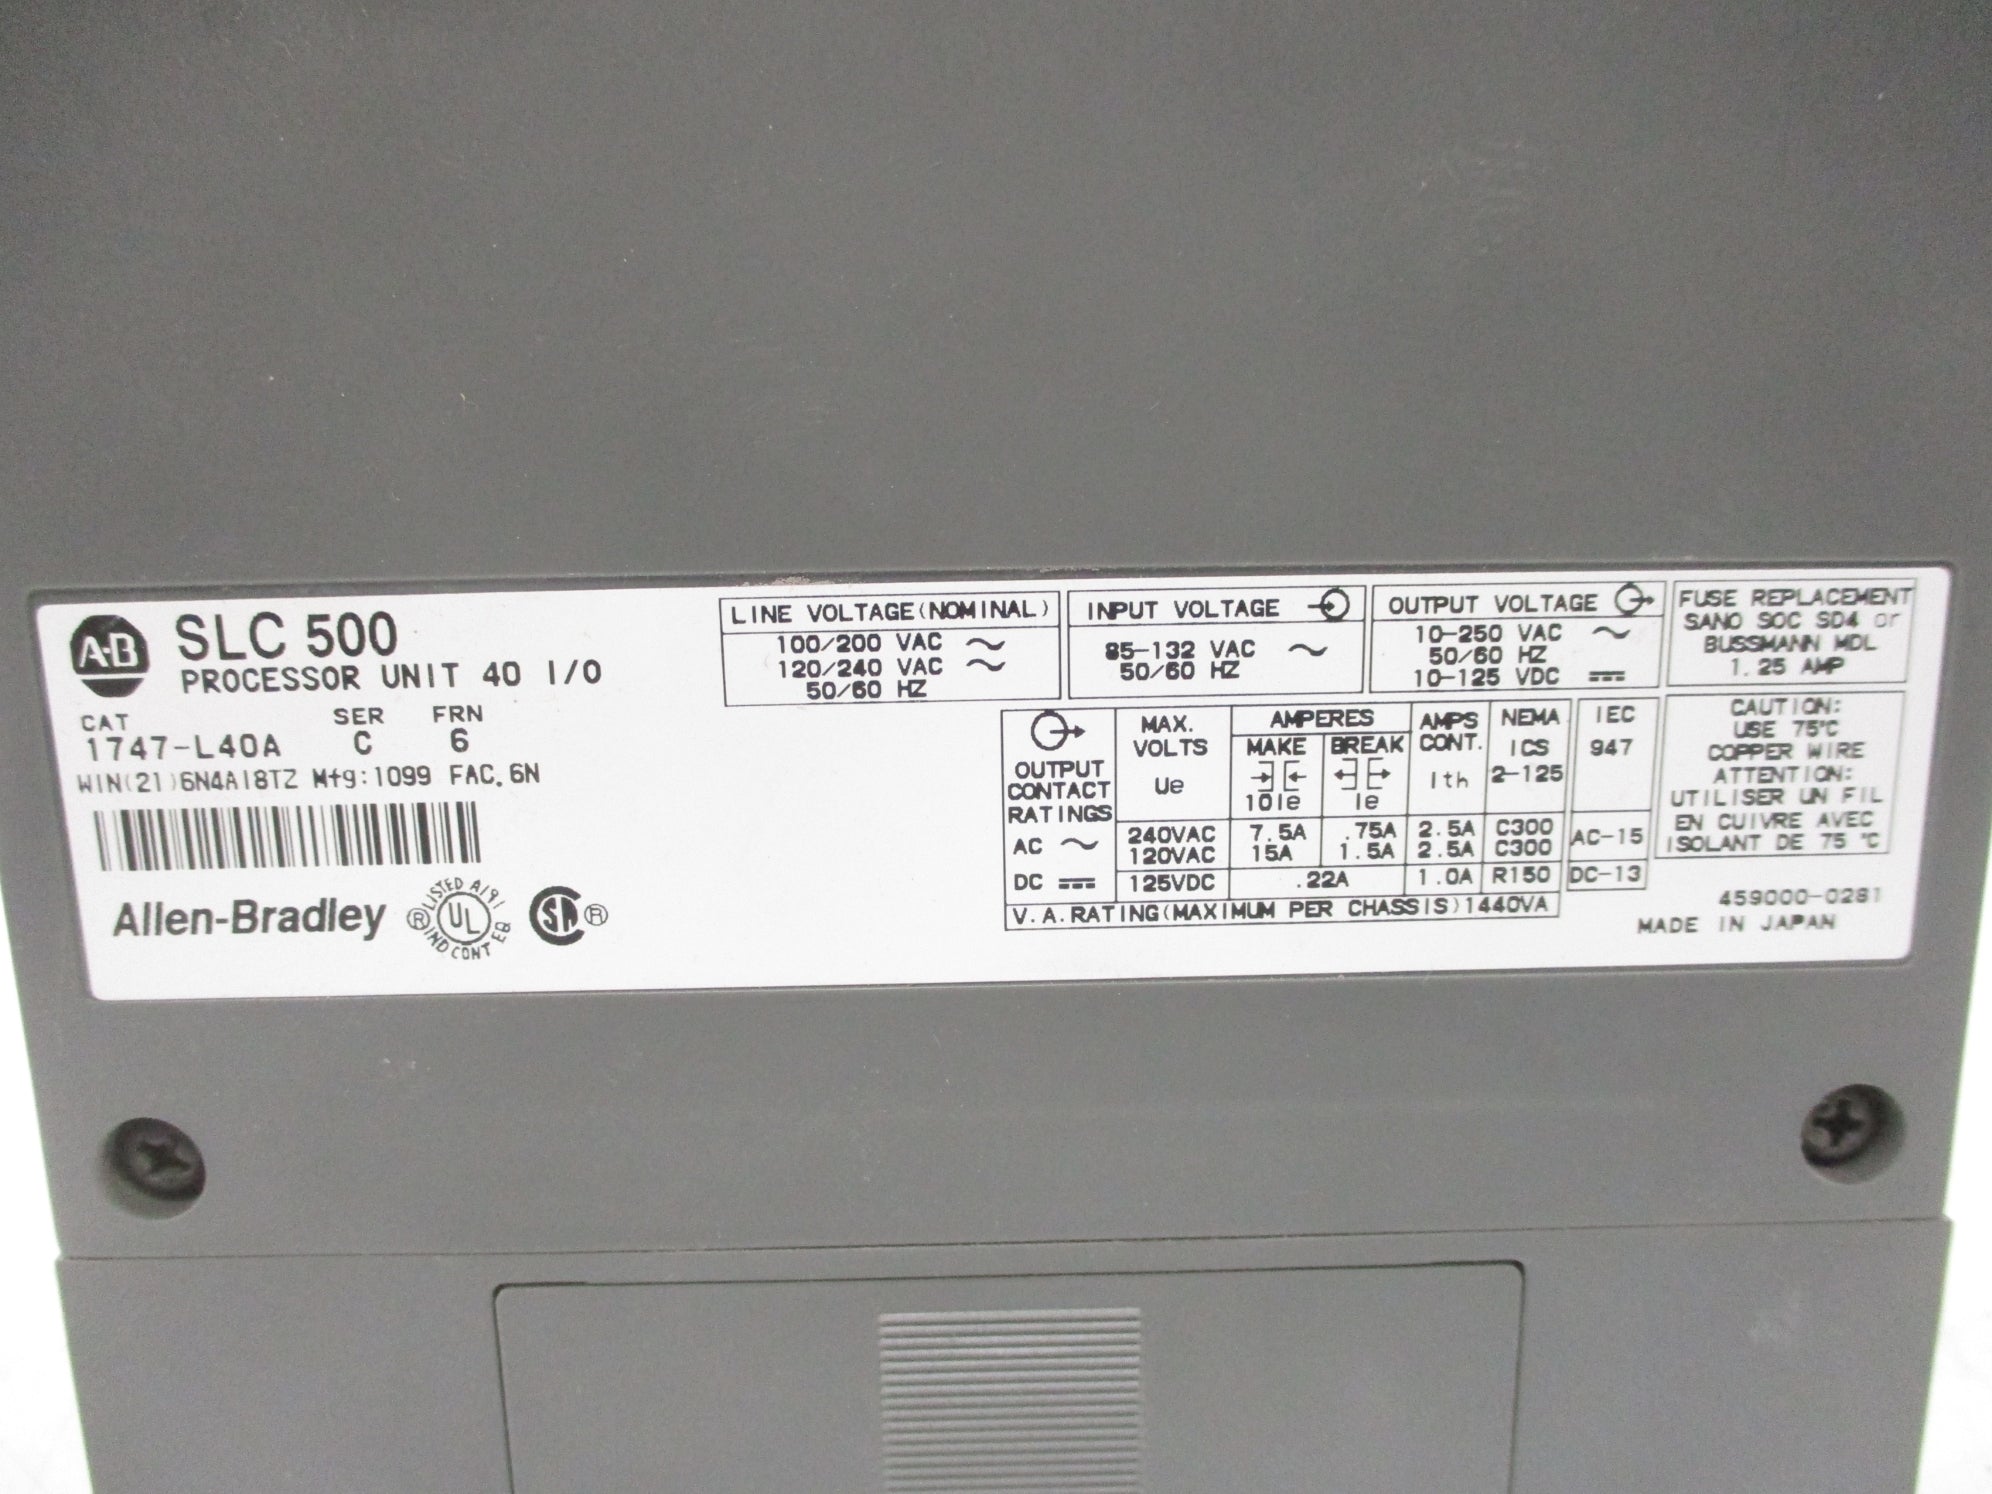 A-B SLC 500
PROCESSOR UNIT 40 I/O
CAT SER FRN
1747-L40A C 6
WIN(21)6N4AI8TZ Mfg:1099 FAC. 6N
Allen-Bradley
® LISTED A19I UL IND CONT EQ
SA ®
LINE VOLTAGE(NOMINAL)
100/200 VAC ~
120/240 VAC ~
50/60 HZ
INPUT VOLTAGE
85-132 VAC ~
50/60 HZ
OUTPUT VOLTAGE
10-250 VAC ~
50/60 HZ
10-125 VDC
FUSE REPLACEMENT
SANO SOC SD4 or
BUSSMANN MDL
1.25 AMP
OUTPUT
CONTACT
RATINGS
MAX.
VOLTS
Ue
AMPERES
MAKE BREAK
10Ie Ie
AMPS
CONT.
Ith
NEMA
ICS
2-125
IEC
947
AC ~ 240VAC 7.5A .75A 2.5A C300 AC-15
120VAC 15A 1.5A 2.5A C300
DC 125VDC .22A 1.0A R150 DC-13
V.A.RATING(MAXIMUM PER CHASSIS)1440VA
CAUTION:
USE 75°C
COPPER WIRE
ATTENTION:
UTILISER UN FIL
EN CUIVRE AVEC
ISOLANT DE 75 °C
459000-0281
MADE IN JAPAN